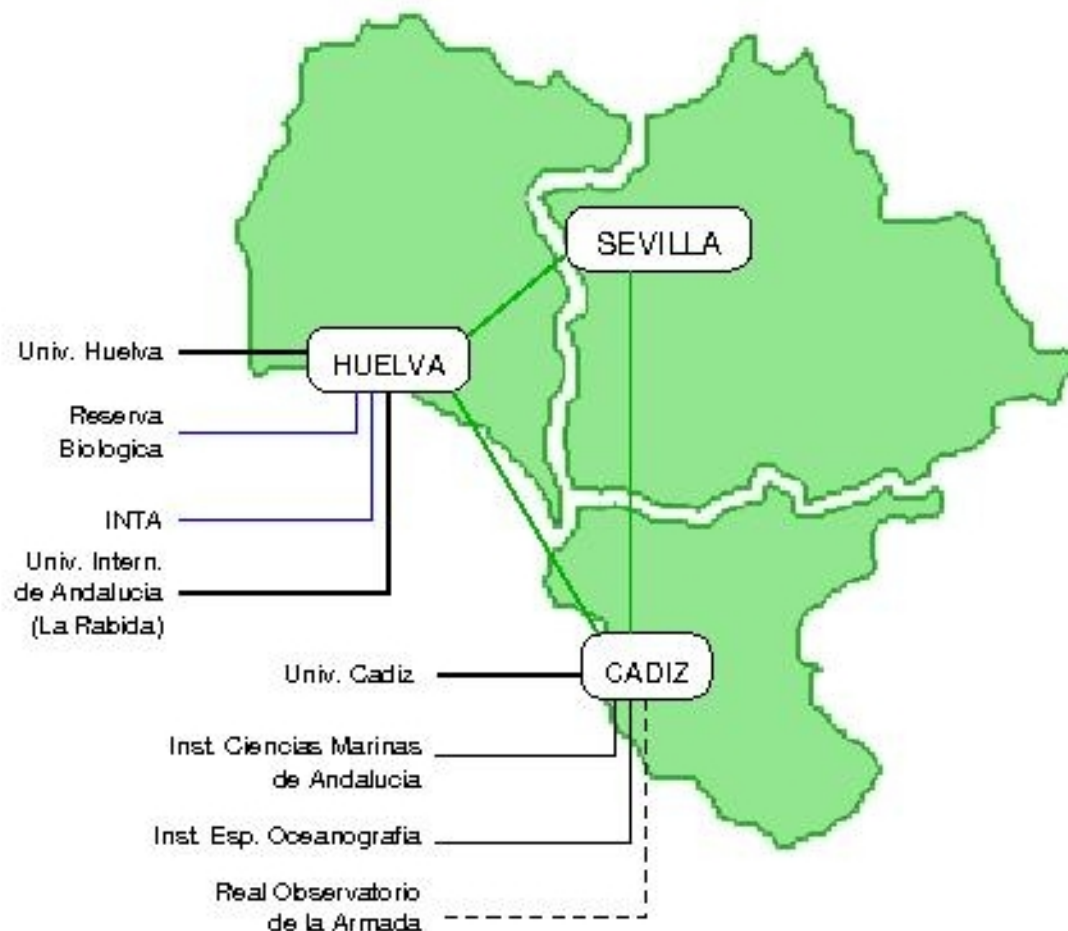 SEVILLA
Univ. Huelva
HUELVA
Reserva
Biologica
INTA
Univ. Intern.
de Andalucia
(La Rabida)
Univ. Cadiz
CADIZ
Inst. Ciencias Marinas
de Andalucia
Inst. Esp. Oceanografia
Real Observatorio
de la Armada